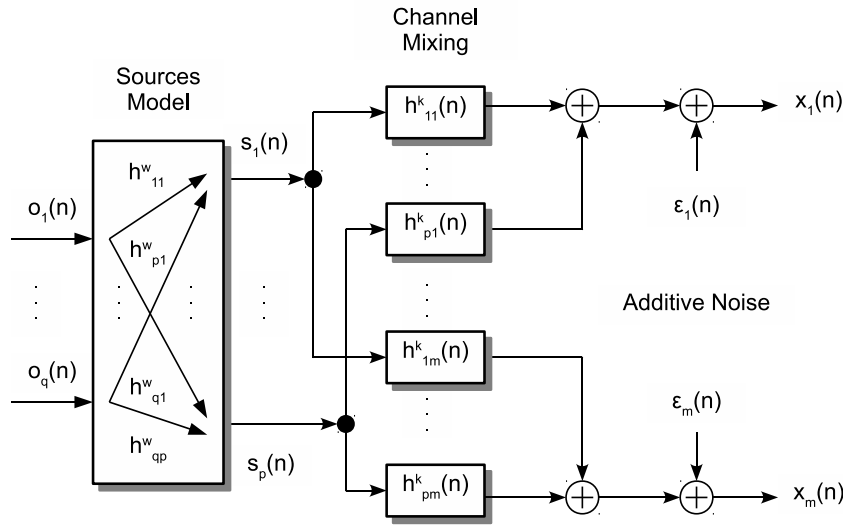 Channel
Mixing
Sources
Model
h^k_11(n)
x_1(n)
s_1(n)
h^w_11
ε_1(n)
o_1(n)
h^k_p1(n)
h^w_p1
Additive Noise
h^k_1m(n)
o_q(n)
h^w_q1
ε_m(n)
h^w_qp
s_p(n)
h^k_pm(n)
x_m(n)